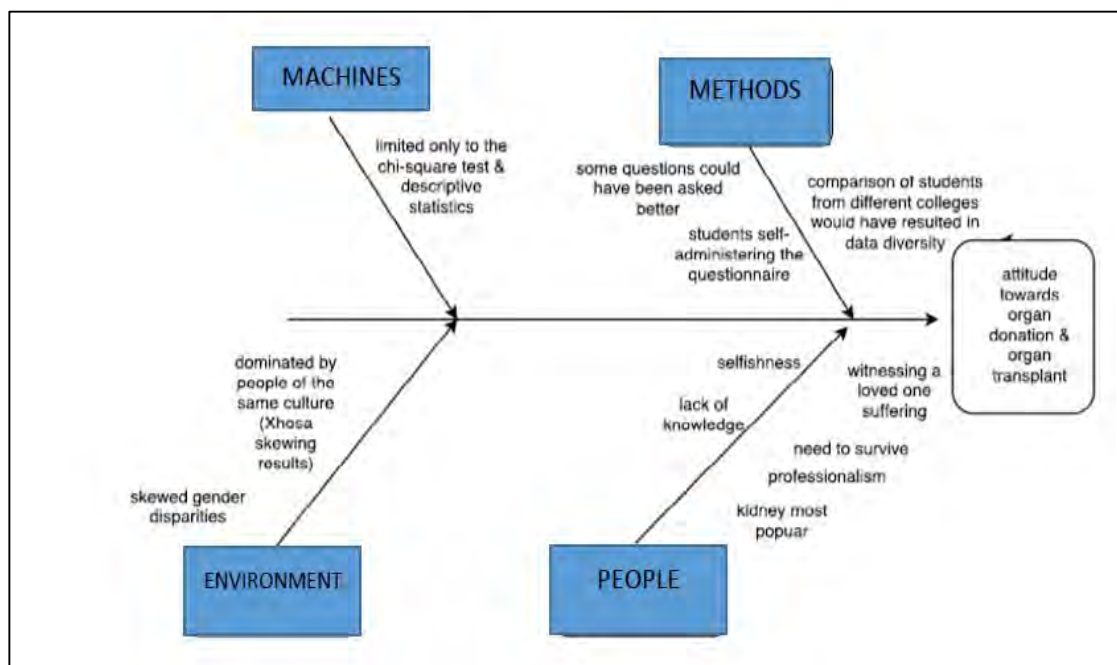 MACHINES
METHODS
limited only to the
chi-square test &
descriptive
statistics
some questions could
have been asked
better
students self-
administering the
questionnaire
comparison of students
from different colleges
would have resulted in
data diversity
attitude
towards
organ
donation &
organ
transplant
dominated by
people of the
same culture
(Xhosa
skewing
results)
skewed gender
disparities
selfishness
lack of
knowledge
witnessing a
loved one
suffering
need to survive
professionalism
kidney most
popuar
ENVIRONMENT
PEOPLE